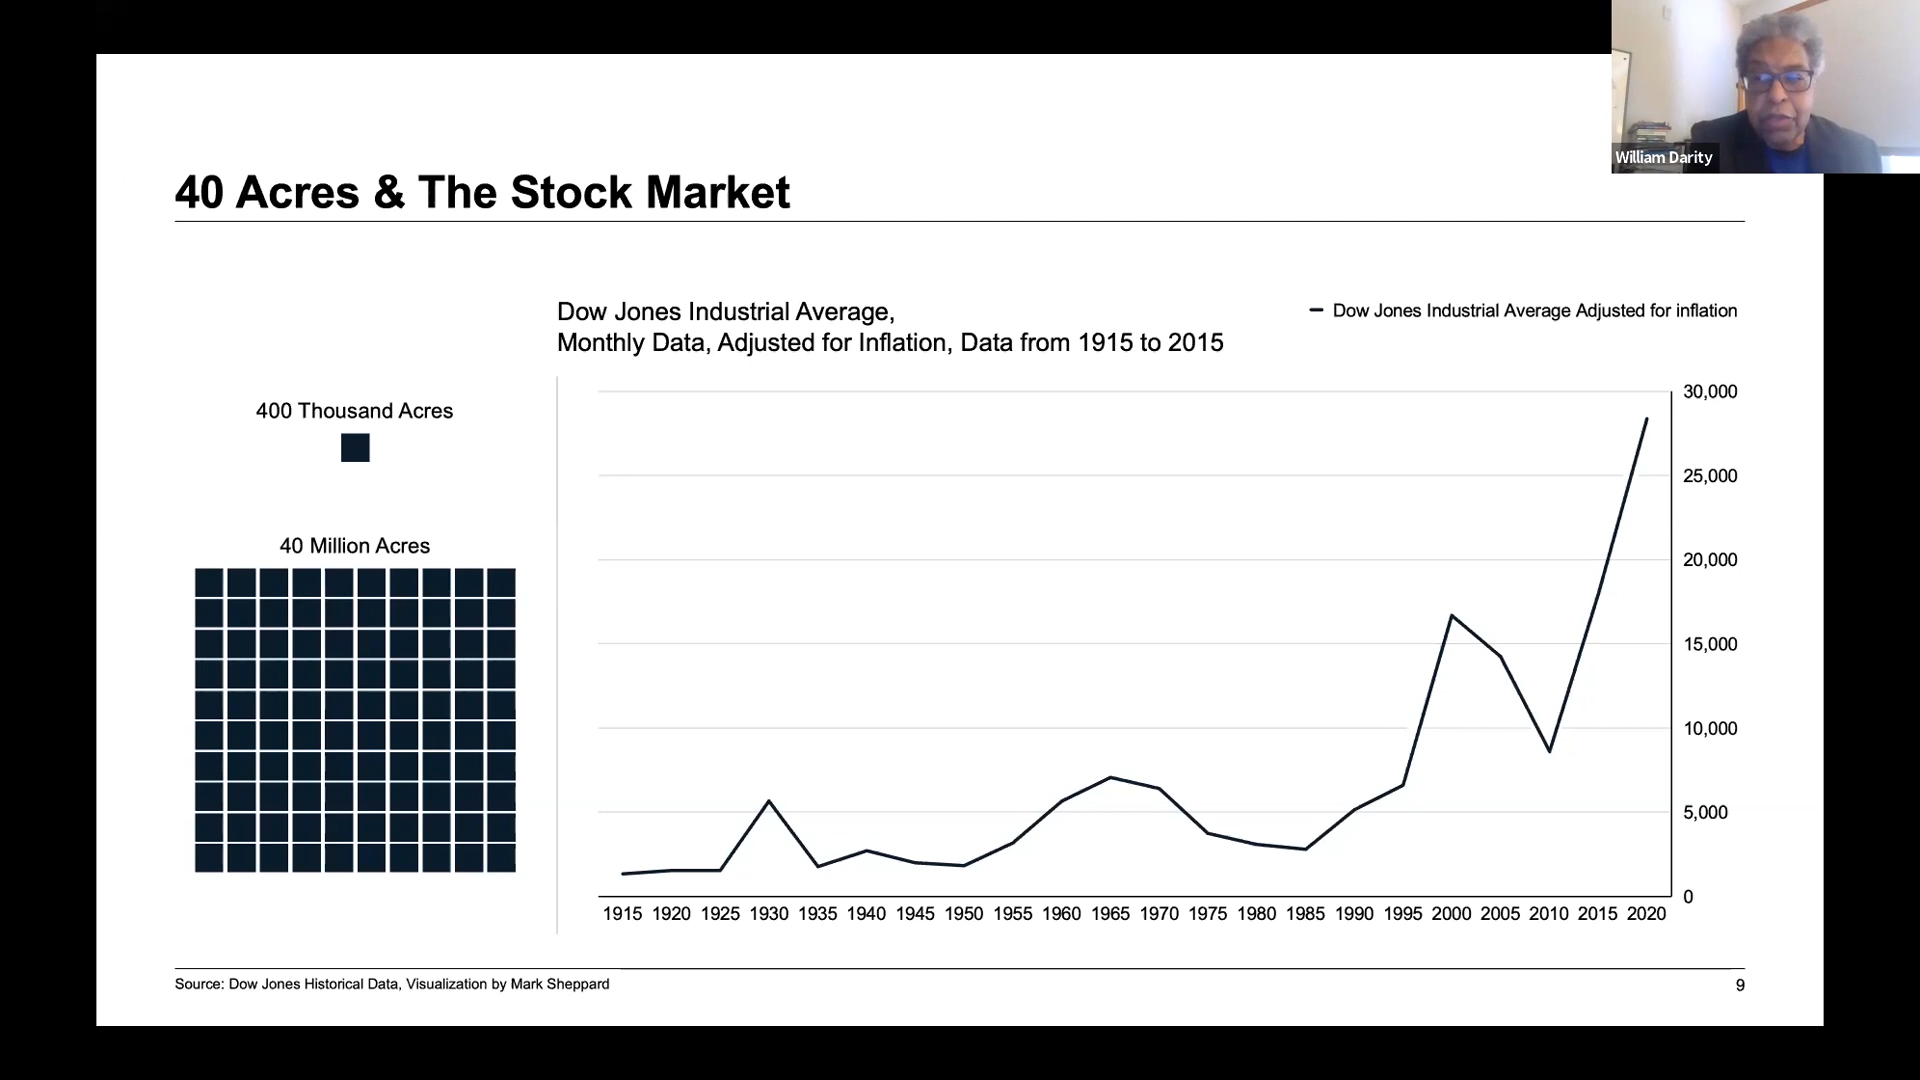 William Darity
40 Acres & The Stock Market
Dow Jones Industrial Average,
Monthly Data, Adjusted for Inflation, Data from 1915 to 2015
Dow Jones Industrial Average Adjusted for inflation
400 Thousand Acres
40 Million Acres
30,000
25,000
20,000
15,000
10,000
5,000
0
1915 1920 1925 1930 1935 1940 1945 1950 1955 1960 1965 1970 1975 1980 1985 1990 1995 2000 2005 2010 2015 2020
Source: Dow Jones Historical Data, Visualization by Mark Sheppard
9